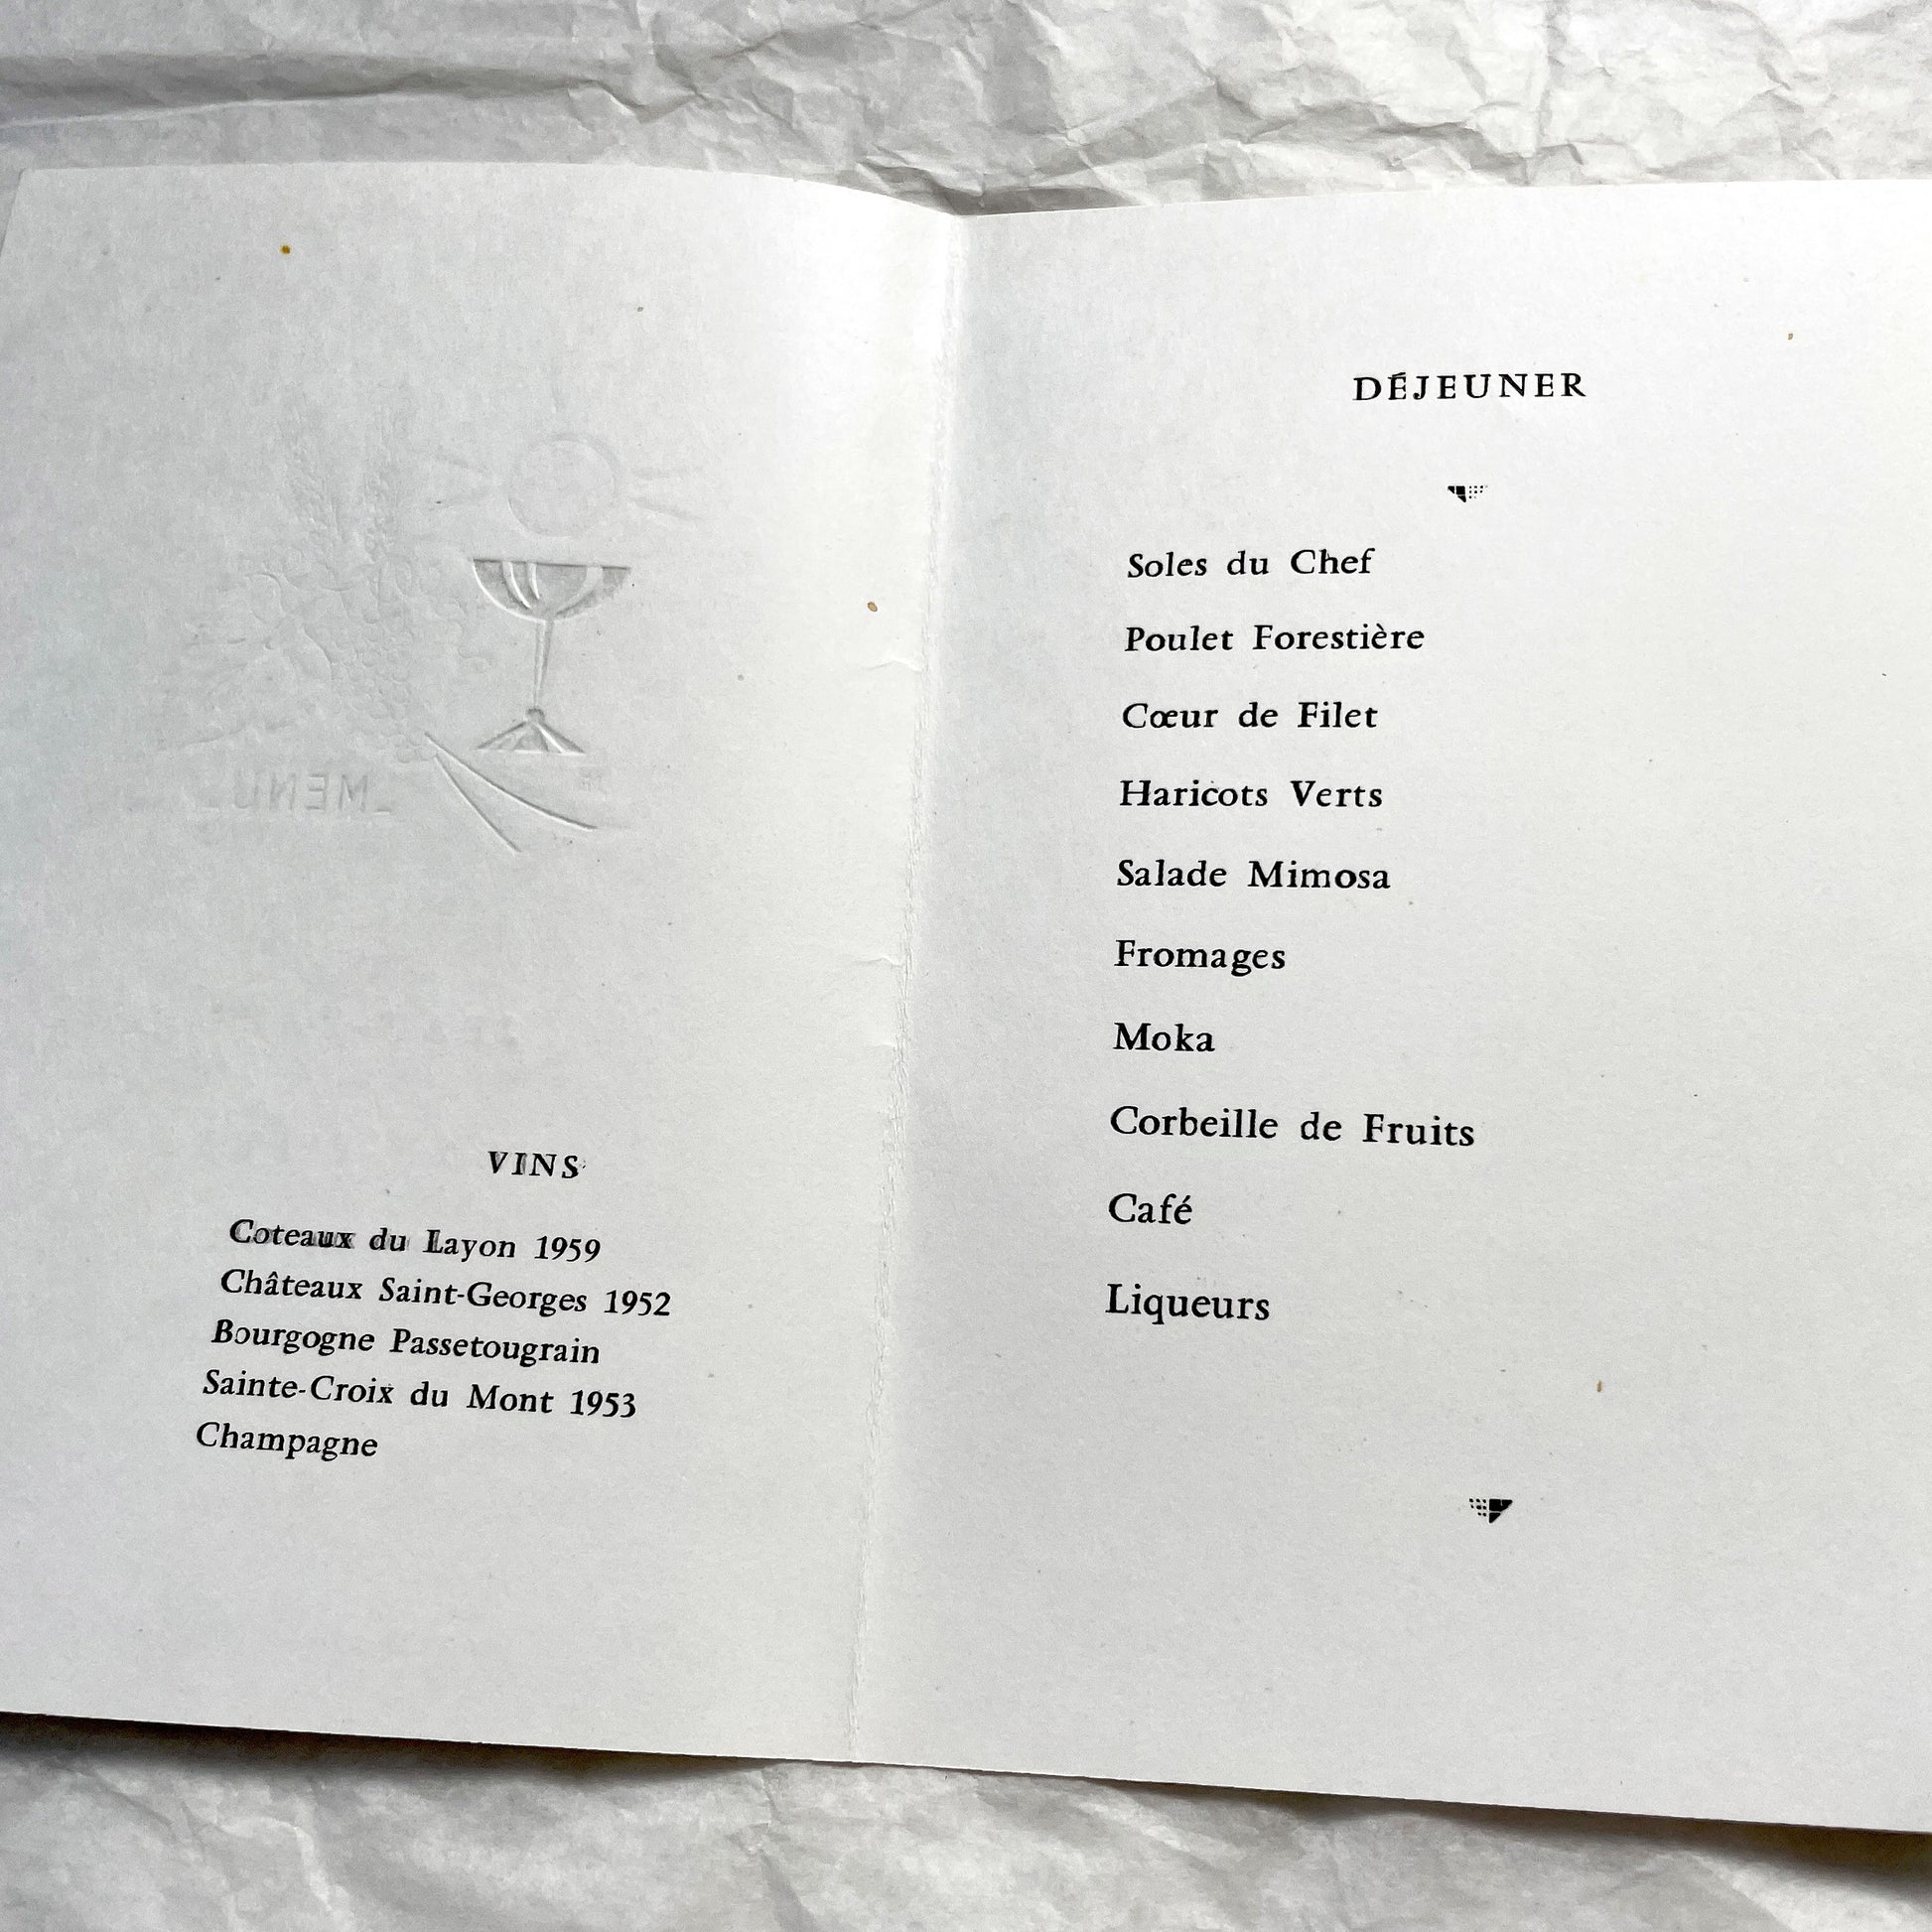 MENU
VINS
Coteaux du Layon 1959
Châteaux Saint-Georges 1952
Bourgogne Passetougrain
Sainte-Croix du Mont 1953
Champagne
DÉJEUNER
Soles du Chef
Poulet Forestière
Cœur de Filet
Haricots Verts
Salade Mimosa
Fromages
Moka
Corbeille de Fruits
Café
Liqueurs